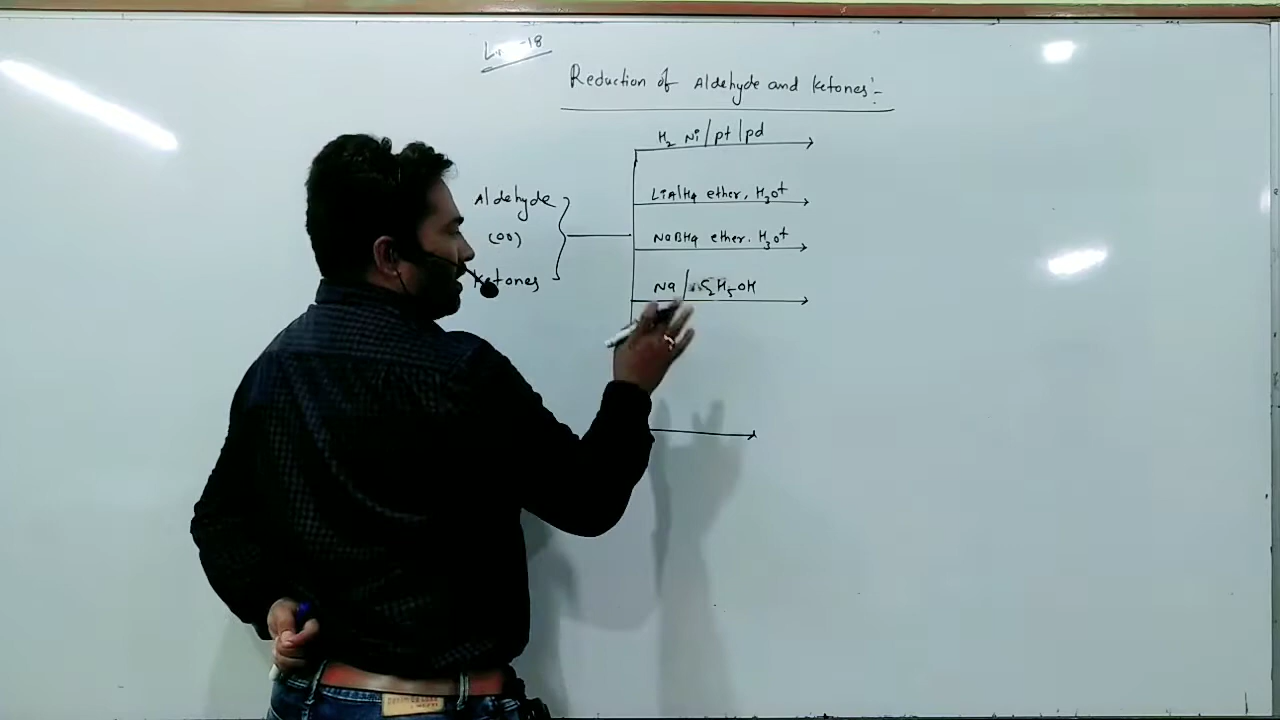 Reduction of Aldehyde and Ketones :-
H2 Ni/pt/pd
LiAlH4 ether, H3O+
NaBH4 ether. H3O+
Na/C2H5OH
Aldehyde
(or)
Ketones